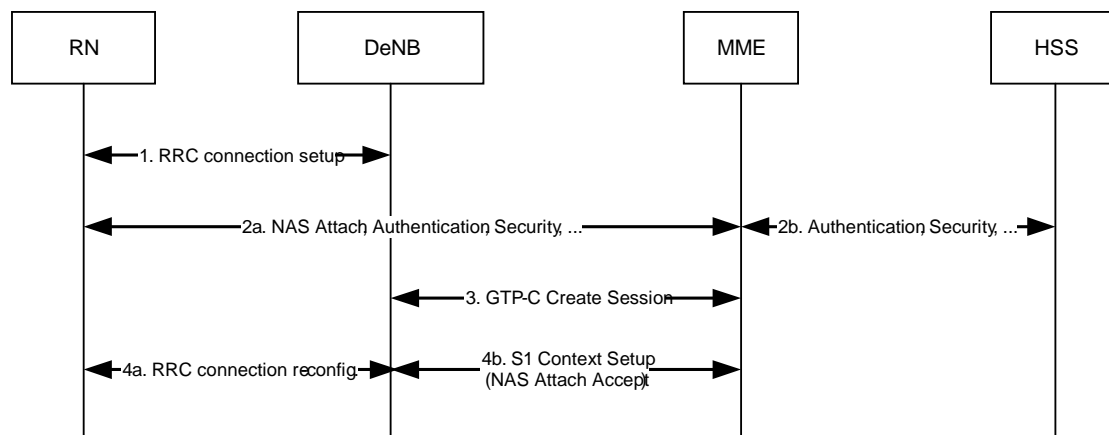 RN
DeNB
MME
HSS
1. RRC connection setup
2a. NAS Attach, Authentication, Security, ...
2b. Authentication, Security, ...
3. GTP-C Create Session
4a. RRC connection reconfig.
4b. S1 Context Setup
(NAS Attach Accept)